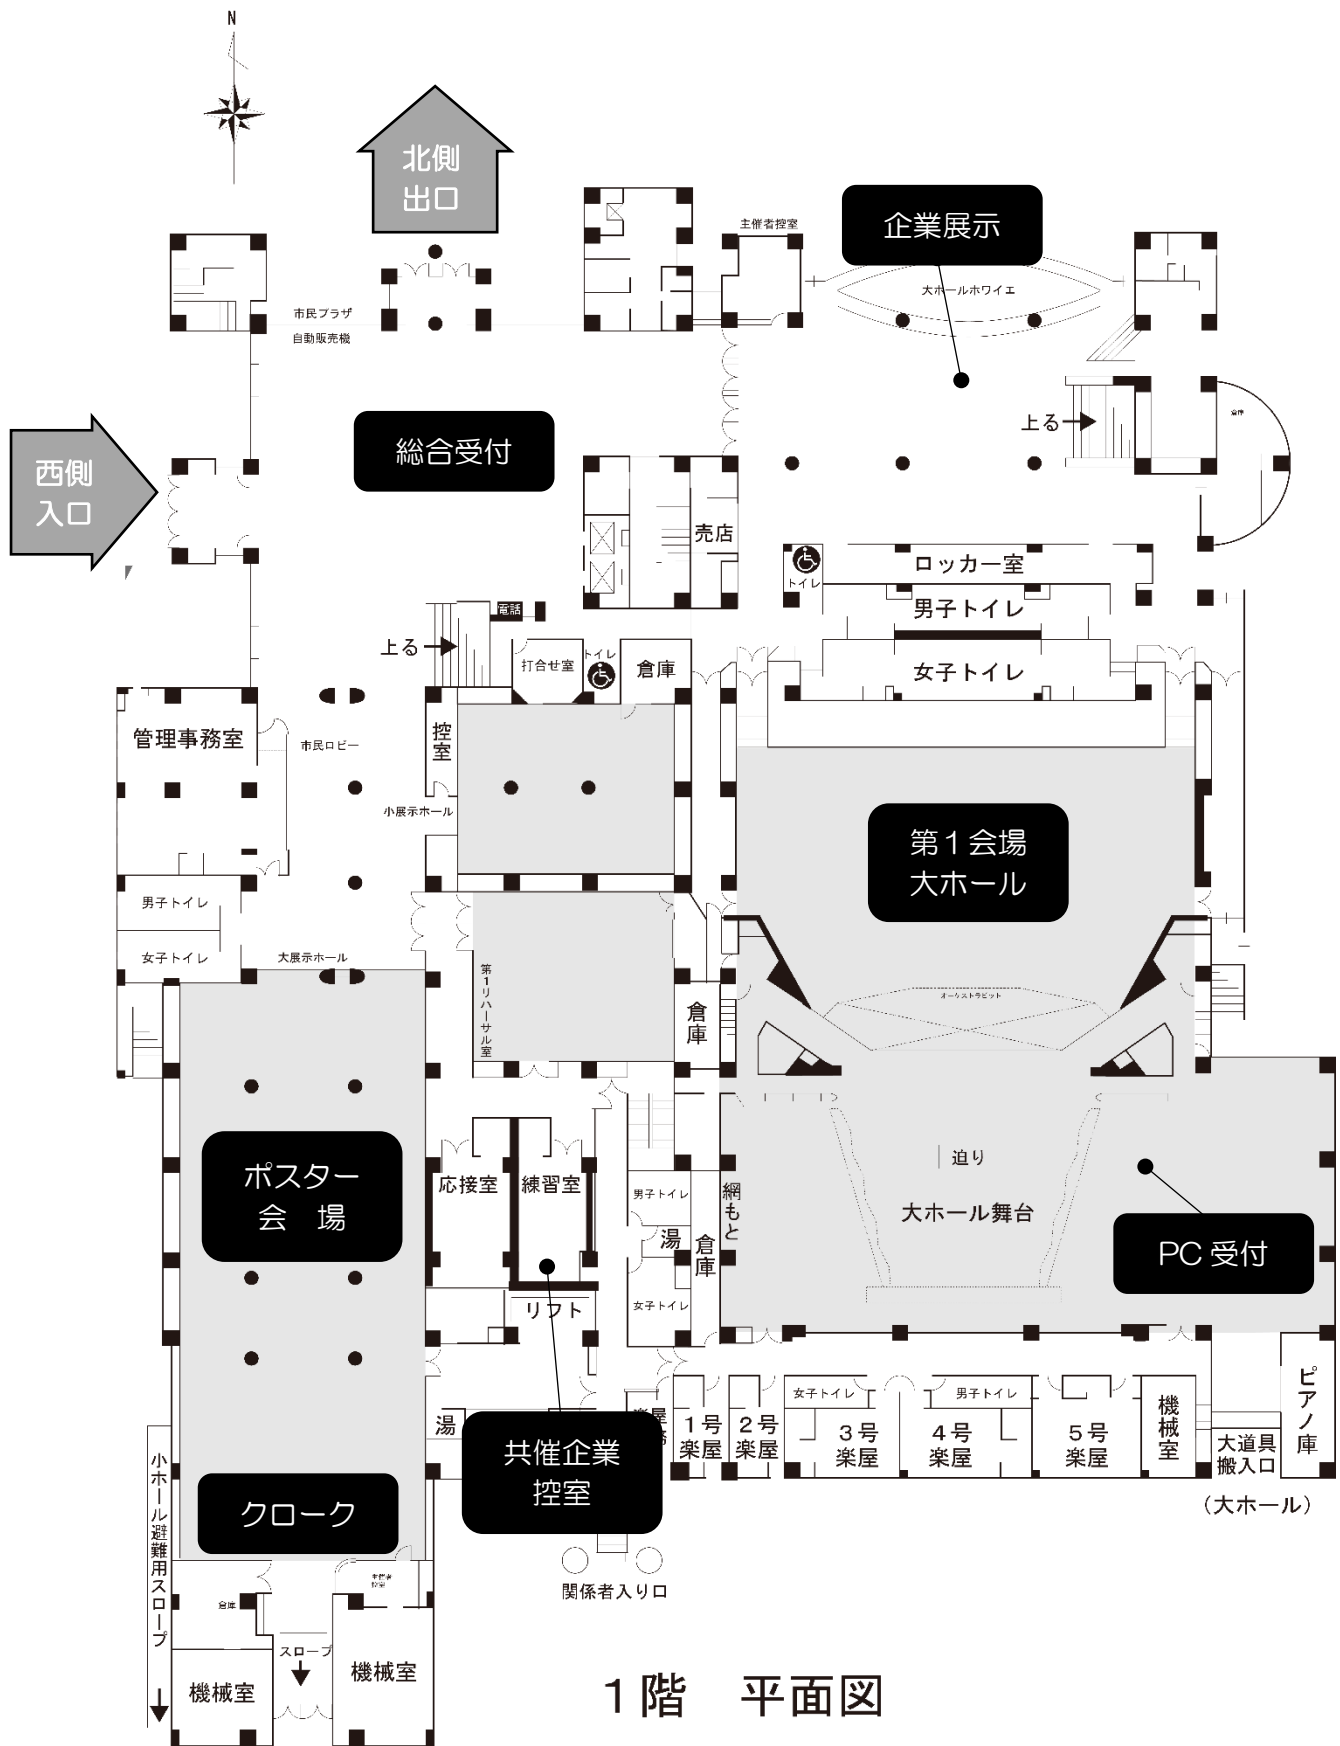 N
北側
出口
企業展示
主催者控室
大ホールホワイエ
市民プラザ
自動販売機
西側
入口
総合受付
上る
倉庫
売店
トイレ
ロッカー室
男子トイレ
女子トイレ
電話
上る
打合せ室
トイレ
倉庫
管理事務室
市民ロビー
控室
小展示ホール
第1会場
大ホール
男子トイレ
女子トイレ
大展示ホール
第1リハーサル室
倉庫
オーケストラピット
ポスター
会 場
応接室
練習室
男子トイレ
湯
女子トイレ
倉庫
網もと
迫り
大ホール舞台
PC 受付
リフト
湯
共催企業
控室
1号
楽屋
2号
楽屋
女子トイレ
3号
楽屋
男子トイレ
4号
楽屋
5号
楽屋
機械室
ピアノ庫
大道具
搬入口
(大ホール)
クローク
小ホール避難用スロープ
主催者
控室
倉庫
スロープ
機械室
機械室
関係者入り口
1階 平面図